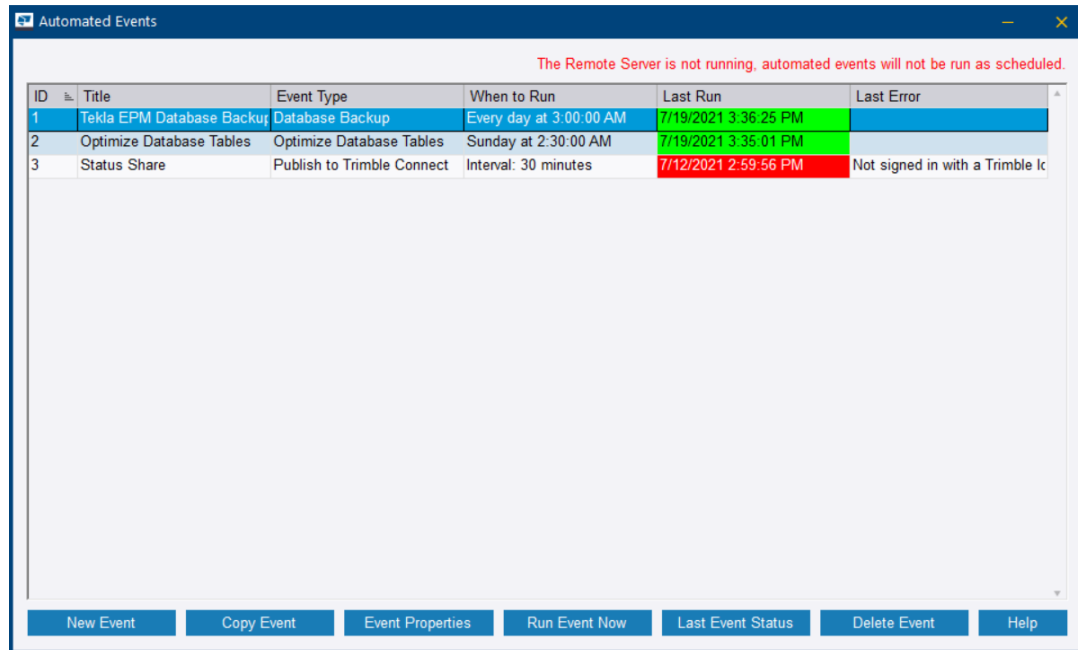 Automated Events
The Remote Server is not running, automated events will not be run as scheduled.
ID Title Event Type When to Run Last Run Last Error
1 Tekla EPM Database Backup Database Backup Every day at 3:00:00 AM 7/19/2021 3:36:25 PM
2 Optimize Database Tables Optimize Database Tables Sunday at 2:30:00 AM 7/19/2021 3:35:01 PM
3 Status Share Publish to Trimble Connect Interval: 30 minutes 7/12/2021 2:59:56 PM Not signed in with a Trimble Ic
New Event Copy Event Event Properties Run Event Now Last Event Status Delete Event Help